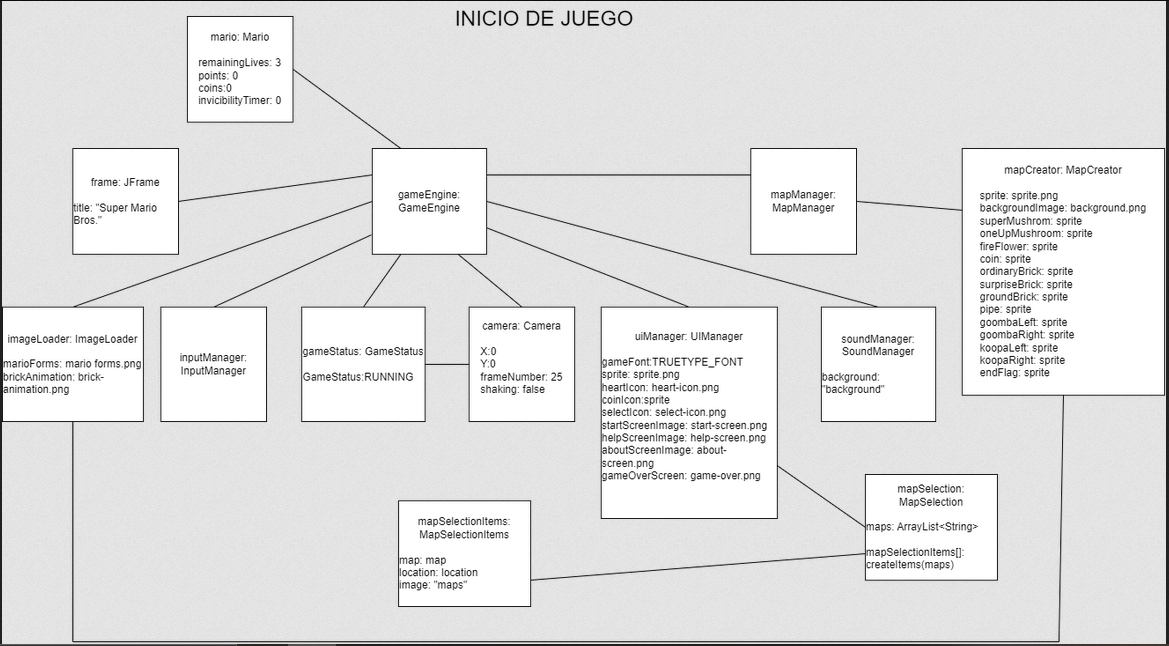 INICIO DE JUEGO
mario: Mario
remainingLives: 3
points: 0
coins:0
invicibilityTimer: 0
frame: JFrame
title: "Super Mario
Bros."
gameEngine:
GameEngine
mapManager:
MapManager
mapCreator: MapCreator
sprite: sprite.png
backgroundImage: background.png
superMushrom: sprite
oneUpMushroom: sprite
fireFlower: sprite
coin: sprite
ordinaryBrick: sprite
surpriseBrick: sprite
groundBrick: sprite
pipe: sprite
goombaLeft: sprite
goombaRight: sprite
koopaLeft: sprite
koopaRight: sprite
endFlag: sprite
imageLoader: ImageLoader
marioForms: mario forms.png
brickAnimation: brick-
animation.png
inputManager:
InputManager
gameStatus: GameStatus
GameStatus:RUNNING
camera: Camera
X:0
Y:0
frameNumber: 25
shaking: false
uiManager: UIManager
gameFont:TRUETYPE_FONT
sprite: sprite.png
heartIcon: heart-icon.png
coinIcon:sprite
selectIcon: select-icon.png
startScreenImage: start-screen.png
helpScreenImage: help-screen.png
aboutScreenImage: about-
screen.png
gameOverScreen: game-over.png
soundManager:
SoundManager
background:
"background"
mapSelectionItems:
MapSelectionItems
map: map
location: location
image: "maps"
mapSelection:
MapSelection
maps: ArrayList<String>
mapSelectionItems[]:
createItems(maps)